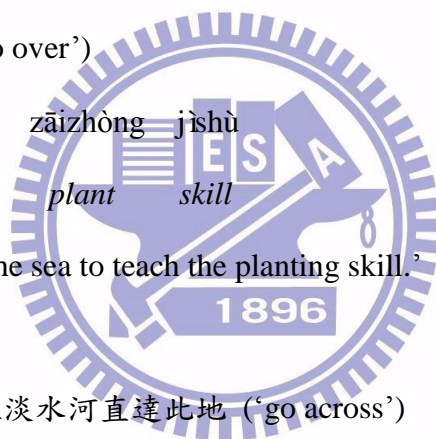 o over’)
zāizhòng jìshù
plant skill
he sea to teach the planting skill.’
淡水河直達此地 (‘go across’)
E S A
1896